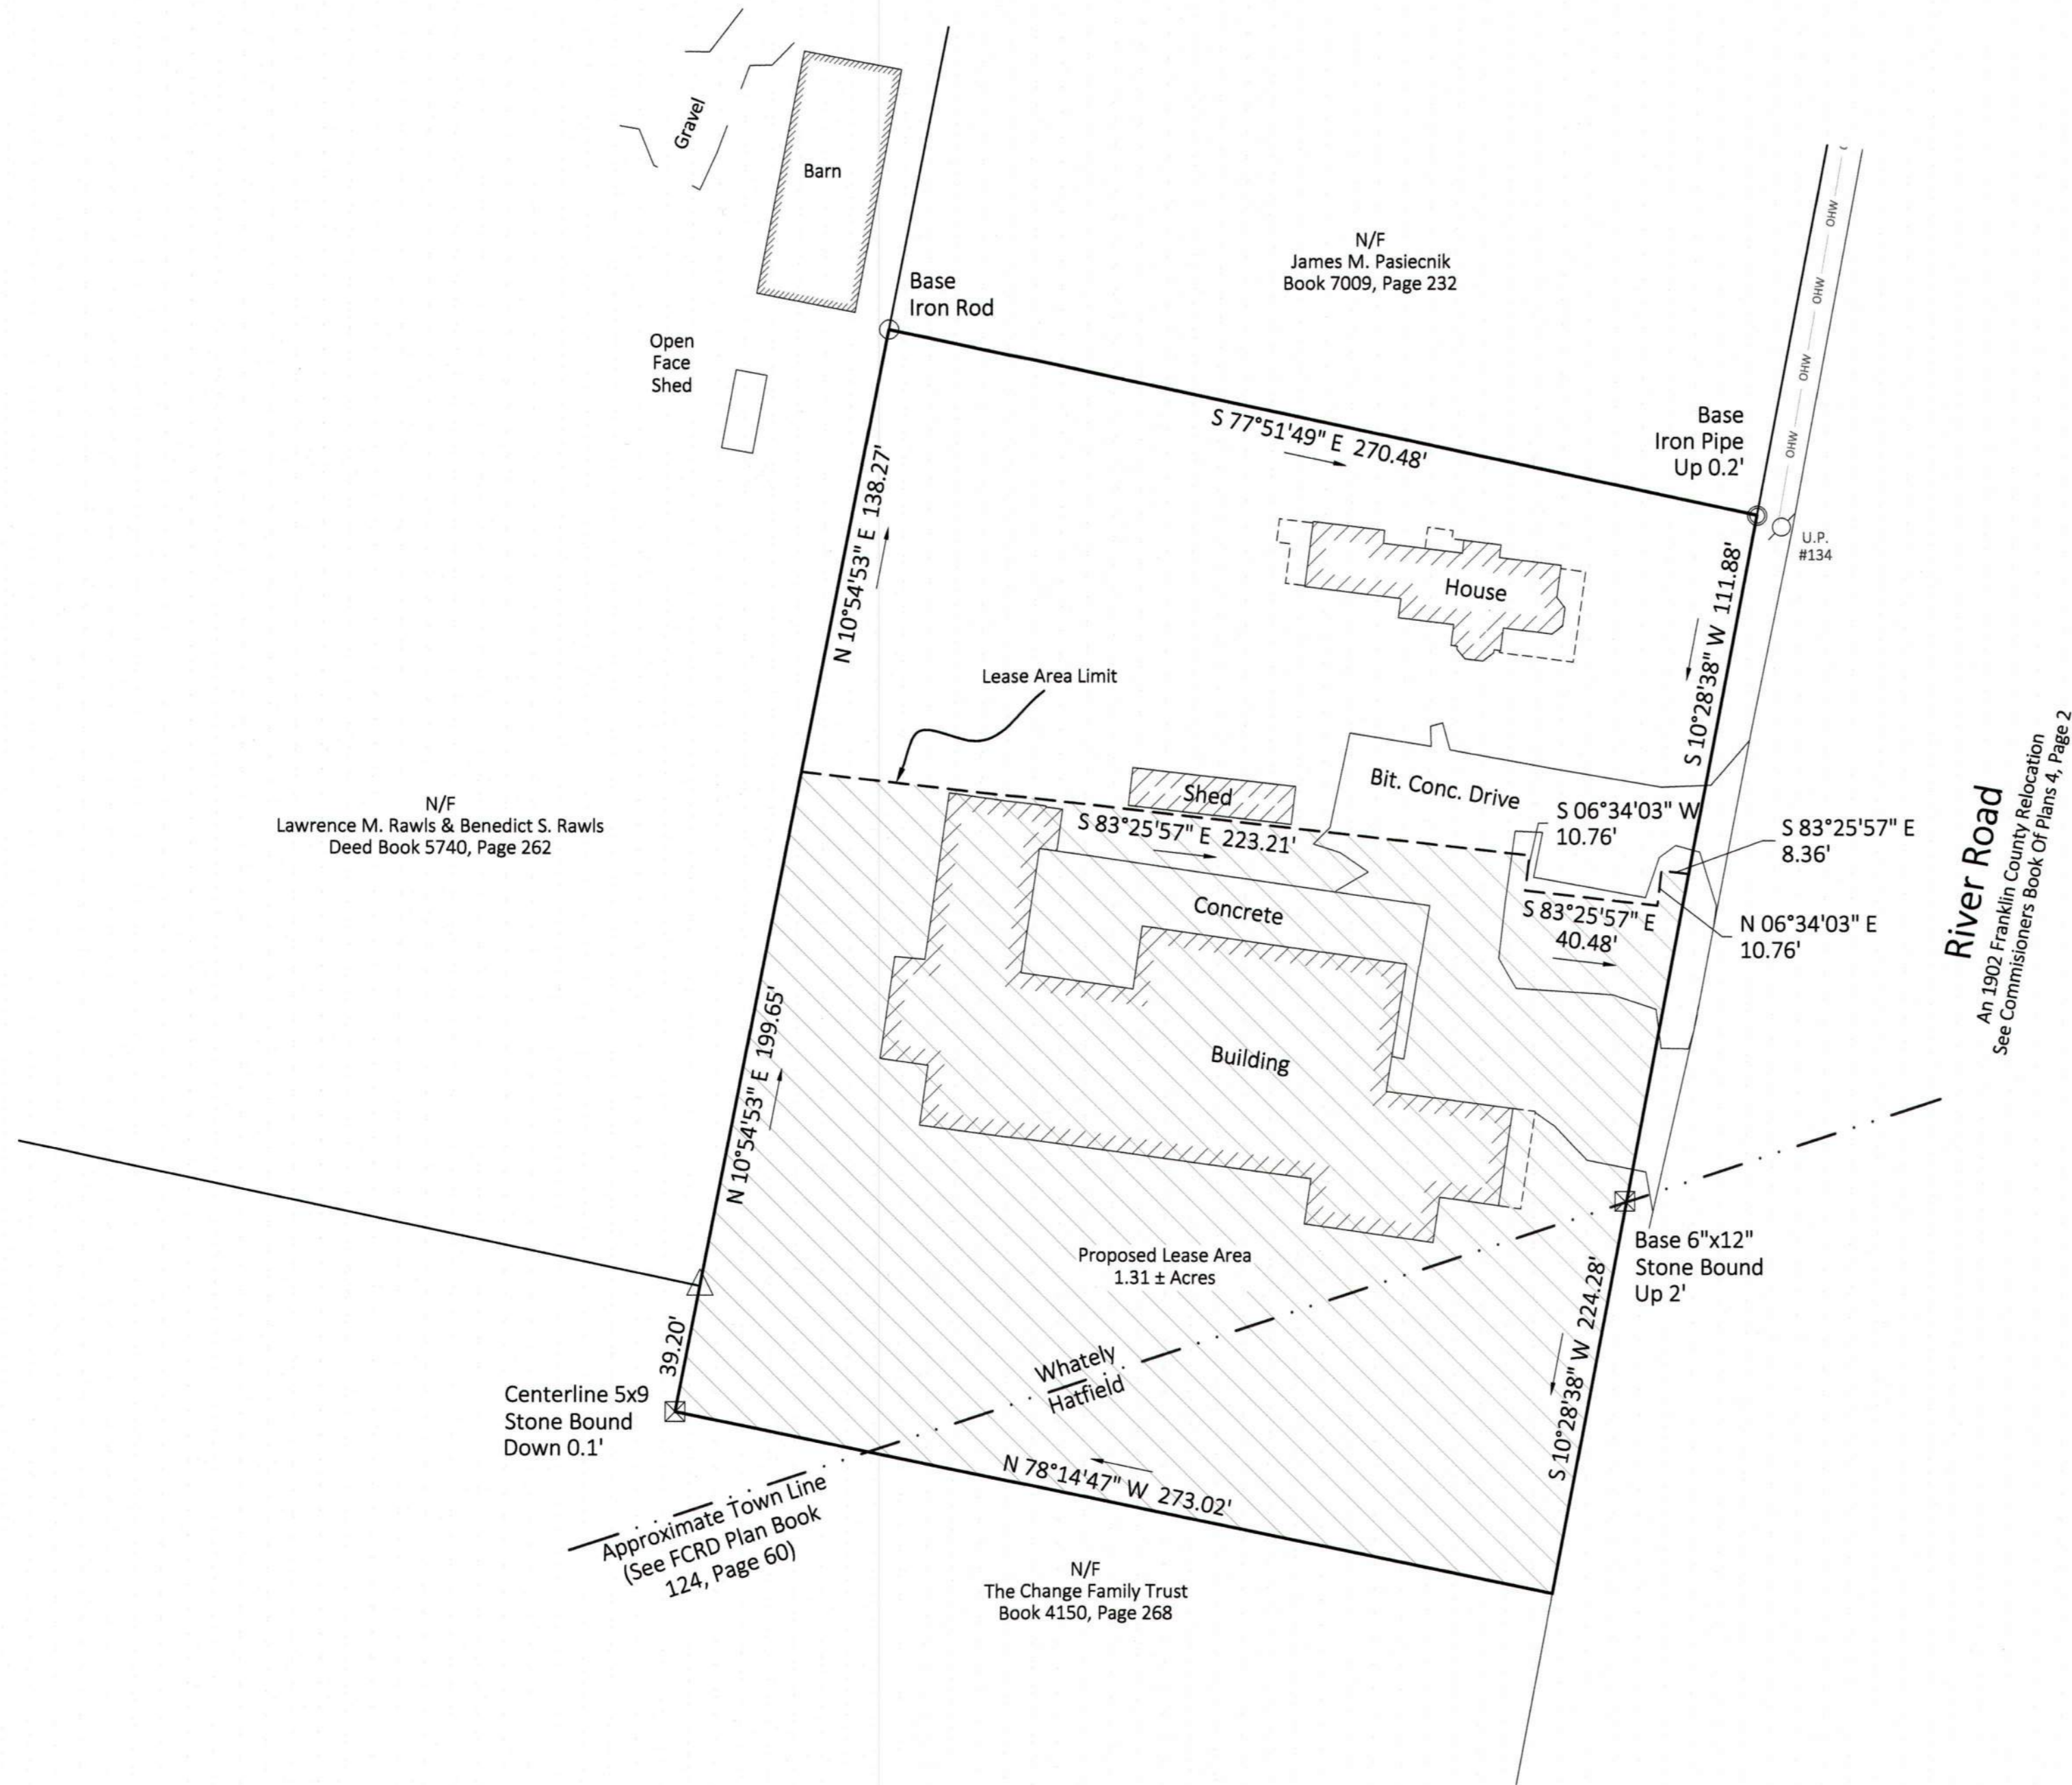 Gravel
Barn
N/F
James M. Pasiecnik
Book 7009, Page 232
OHW
OHW
OHW
OHW
Base
Iron Rod
Open
Face
Shed
S 77°51'49" E 270.48'
Base
Iron Pipe
Up 0.2'
U.P.
#134
N 10°54'53" E 138.27'
House
S 10°28'38" W 111.88'
Lease Area Limit
Shed
Bit. Conc. Drive
S 06°34'03" W
10.76'
S 83°25'57" E
8.36'
N/F
Lawrence M. Rawls & Benedict S. Rawls
Deed Book 5740, Page 262
S 83°25'57" E 223.21'
Concrete
S 83°25'57" E
40.48'
N 06°34'03" E
10.76'
River Road
An 1902 Franklin County Relocation
See Commisioners Book Of Plans 4, Page 2
N 10°54'53" E 199.65'
Building
Proposed Lease Area
1.31 ± Acres
Base 6"x12"
Stone Bound
Up 2'
S 10°28'38" W 224.28'
39.20'
Whately
Hatfield
Centerline 5x9
Stone Bound
Down 0.1'
N 78°14'47" W 273.02'
Approximate Town Line
(See FCRD Plan Book
124, Page 60)
N/F
The Change Family Trust
Book 4150, Page 268